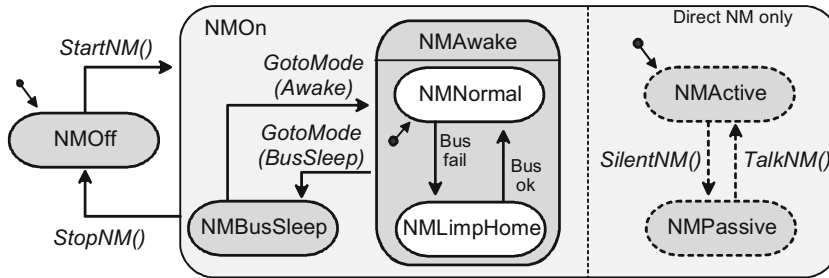 Direct NM only
NMOn
StartNM()
NMAwake
GotoMode
(Awake)
NMNormal
NMActive
NMOff
GotoMode
(BusSleep)
Bus
fail
Bus
ok
SilentNM()
TalkNM()
StopNM()
NMBusSleep
NMLimpHome
NMPassive